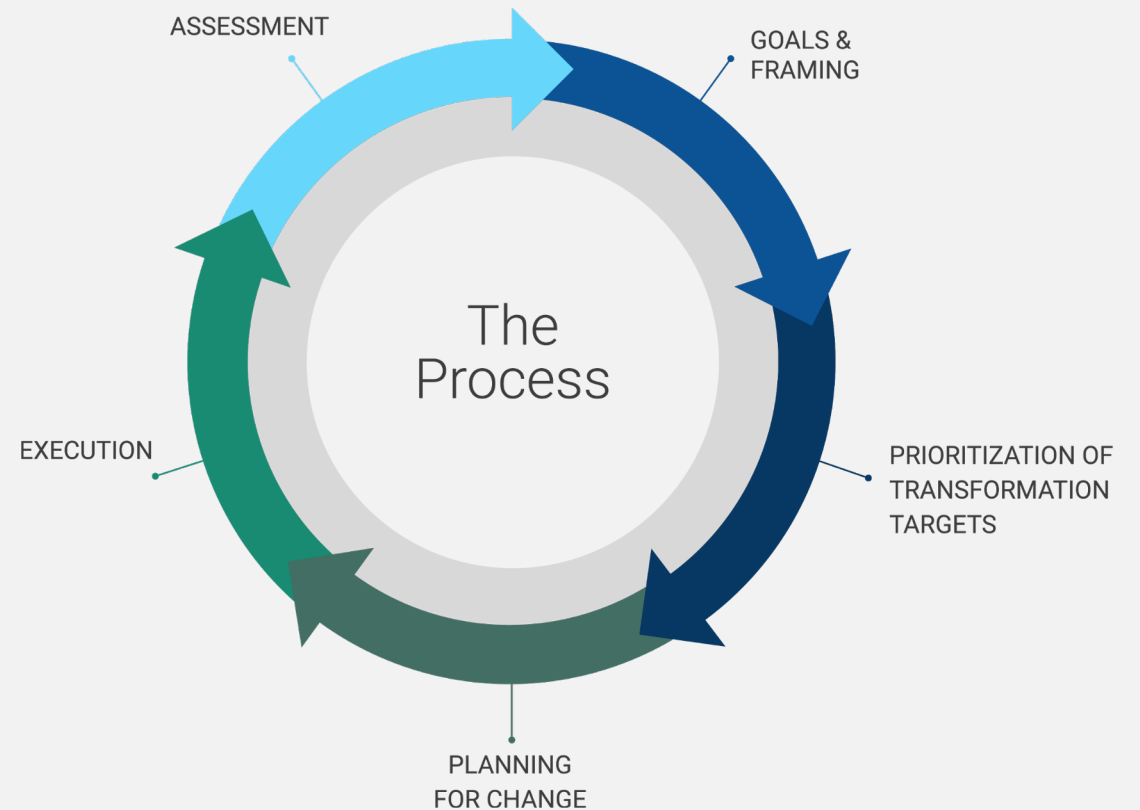 ASSESSMENT
GOALS &
FRAMING
The
Process
EXECUTION
PRIORITIZATION OF
TRANSFORMATION
TARGETS
PLANNING
FOR CHANGE